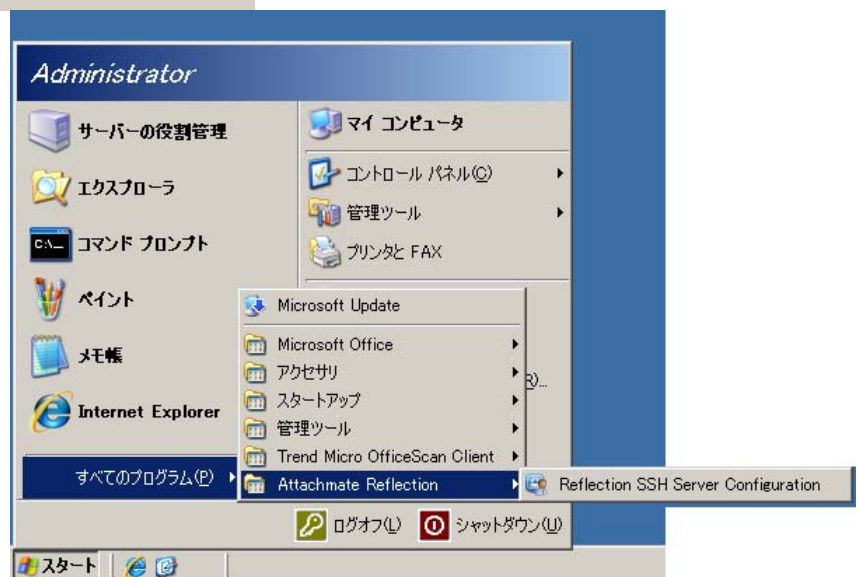 Administrator
サーバーの役割管理
エクスプローラ
コマンド プロンプト
ペイント
メモ帳
Internet Explorer
すべてのプログラム(P)
マイ コンピュータ
コントロール パネル(C)
管理ツール
プリンタと FAX
R)...
Microsoft Update
Microsoft Office
アクセサリ
スタートアップ
管理ツール
Trend Micro OfficeScan Client
Attachmate Reflection
Reflection SSH Server Configuration
ログオフ(L)
シャットダウン(U)
スタート